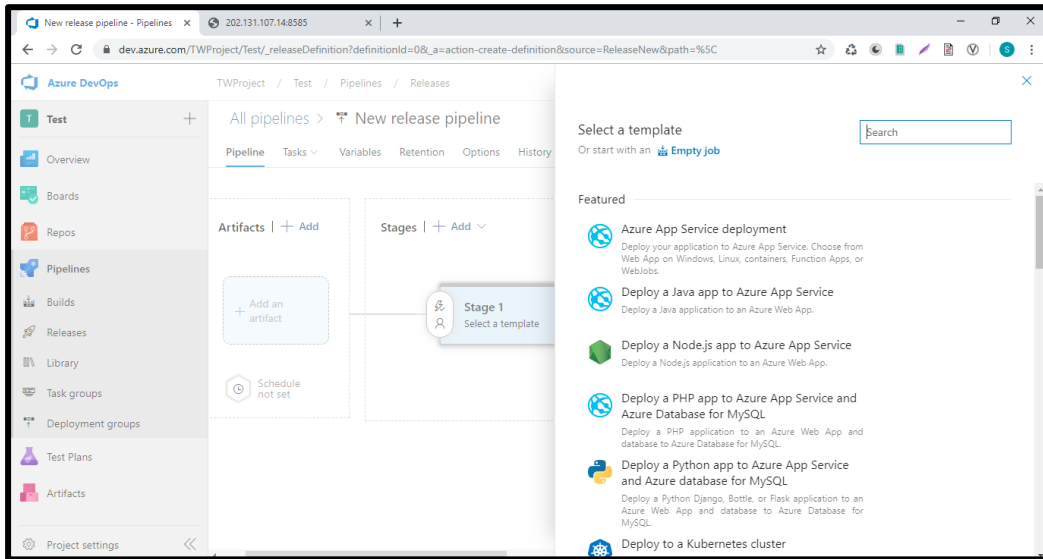 New release pipeline - Pipelines
202.131.107.14:8585
dev.azure.com/TWProject/Test/_releaseDefinition?definitionId=0&_a=action-create-definition&source=ReleaseNew&path=%5C
S
Azure DevOps
TWProject / Test / Pipelines / Releases
T Test
All pipelines > New release pipeline
Pipeline Tasks Variables Retention Options History
Overview
Boards
Repos
Pipelines
Builds
Releases
Library
Task groups
Deployment groups
Test Plans
Artifacts
Project settings
Artifacts | + Add
Stages | + Add
+ Add an
artifact
Schedule
not set
Stage 1
Select a template
Select a template
Or start with an Empty job
Search
Featured
Azure App Service deployment
Deploy your application to Azure App Service. Choose from
Web App on Windows, Linux, containers, Function Apps, or
WebJobs.
Deploy a Java app to Azure App Service
Deploy a Java application to an Azure Web App.
Deploy a Node.js app to Azure App Service
Deploy a Node.js application to an Azure Web App.
Deploy a PHP app to Azure App Service and
Azure Database for MySQL
Deploy a PHP application to an Azure Web App and
database to Azure Database for MySQL.
Deploy a Python app to Azure App Service
and Azure database for MySQL
Deploy a Python Django, Bottle, or Flask application to an
Azure Web App and database to Azure Database for
MySQL.
Deploy to a Kubernetes cluster